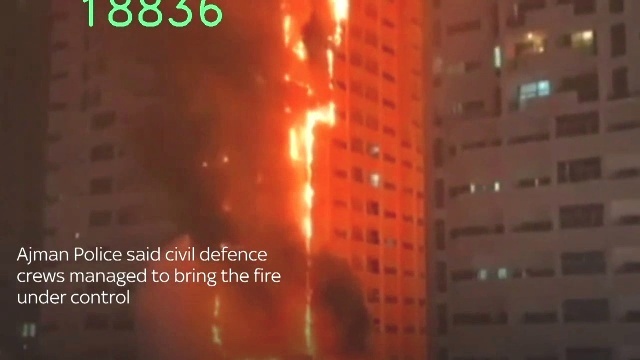 18836
Ajman Police said civil defence
crews managed to bring the fire
under control